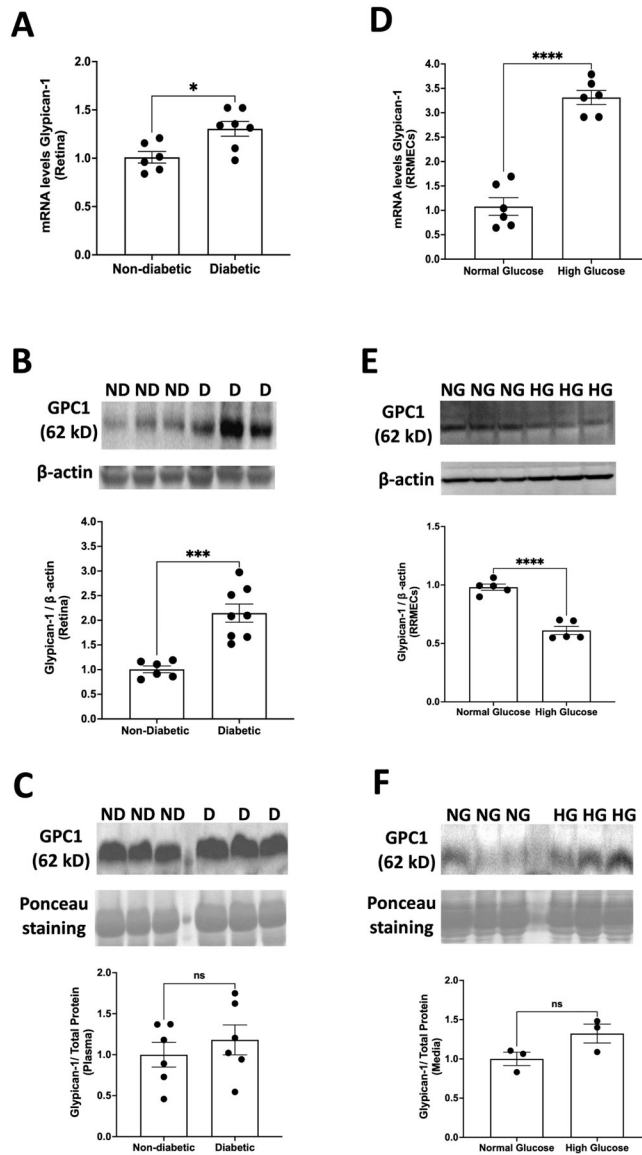 A
*
mRNA levels Glypican-1
(Retina)
2.0
1.5
1.0
0.5
0.0
Non-diabetic Diabetic
D
****
mRNA levels Glypican-1
(RRMECs)
4.0
3.5
3.0
2.5
2.0
1.5
1.0
0.5
0.0
Normal Glucose High Glucose
B
ND ND ND D D D
GPC1
(62 kD)
β-actin
***
Glypican-1 / β -actin
(Retina)
4.0
3.5
3.0
2.5
2.0
1.5
1.0
0.5
0.0
Non-Diabetic Diabetic
E
NG NG NG HG HG HG
GPC1
(62 kD)
β-actin
****
Glypican-1 / β -actin
(RRMECs)
1.5
1.0
0.5
0.0
Normal Glucose High Glucose
C
ND ND ND D D D
GPC1
(62 kD)
Ponceau
staining
ns
Glypican-1/ Total Protein
(Plasma)
2.0
1.5
1.0
0.5
0.0
Non-diabetic Diabetic
F
NG NG NG HG HG HG
GPC1
(62 kD)
Ponceau
staining
ns
Glypican-1/ Total Protein
(Media)
2.0
1.5
1.0
0.5
0.0
Normal Glucose High Glucose